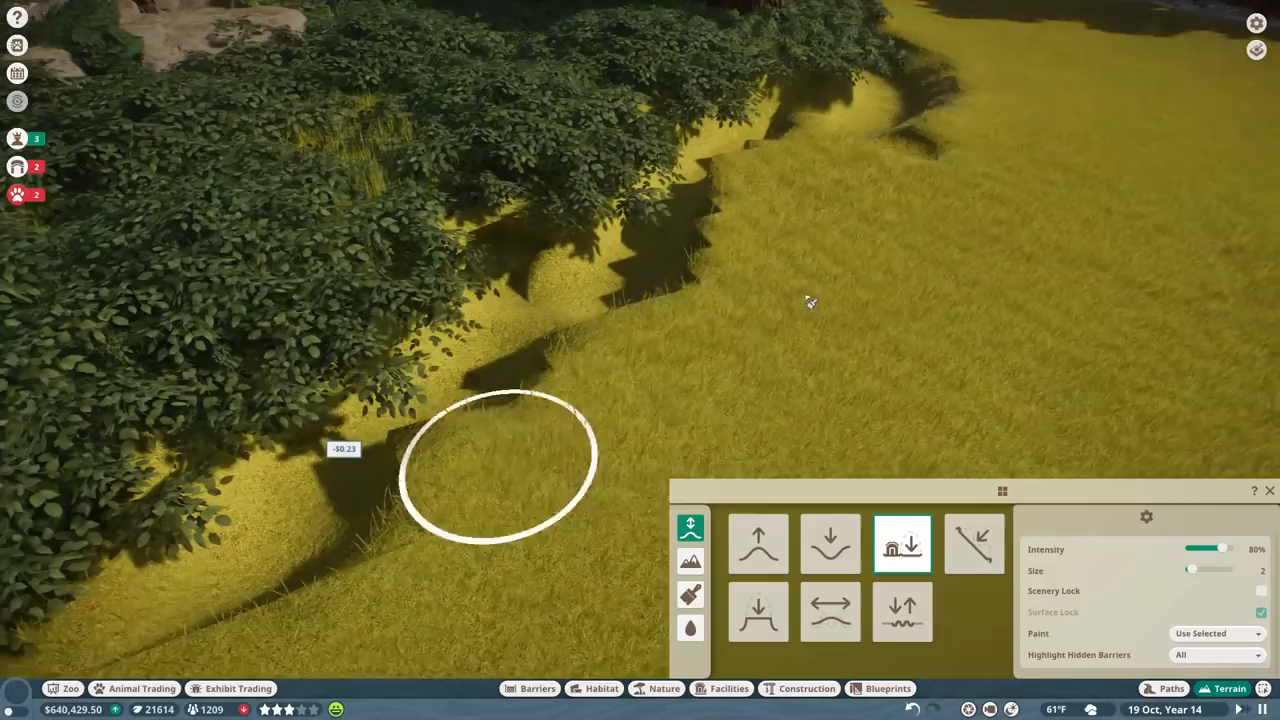 ?
3
2
2
-$0.23
? ✕
Intensity 80%
Size 2
Scenery Lock
Surface Lock
Paint Use Selected
Highlight Hidden Barriers All
Zoo Animal Trading Exhibit Trading Barriers Habitat Nature Facilities Construction Blueprints Paths Terrain
$640,429.50 21614 1209 61°F 19 Oct, Year 14